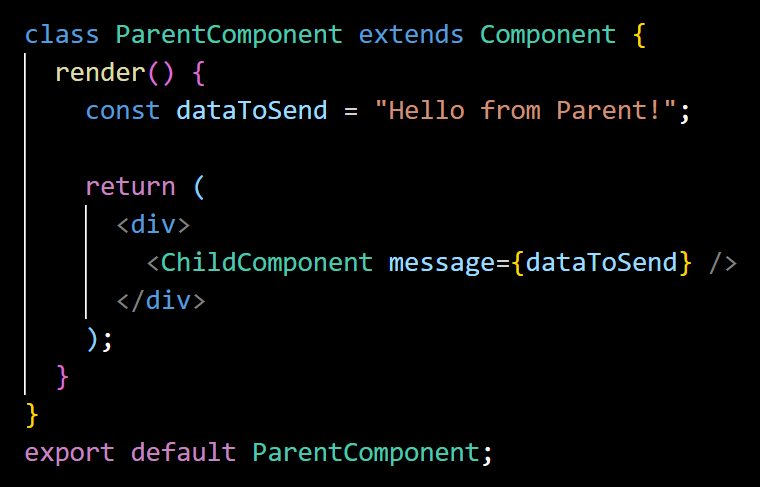 class ParentComponent extends Component {
  render() {
    const dataToSend = "Hello from Parent!";

    return (
      <div>
        <ChildComponent message={dataToSend} />
      </div>
    );
  }
}
export default ParentComponent;